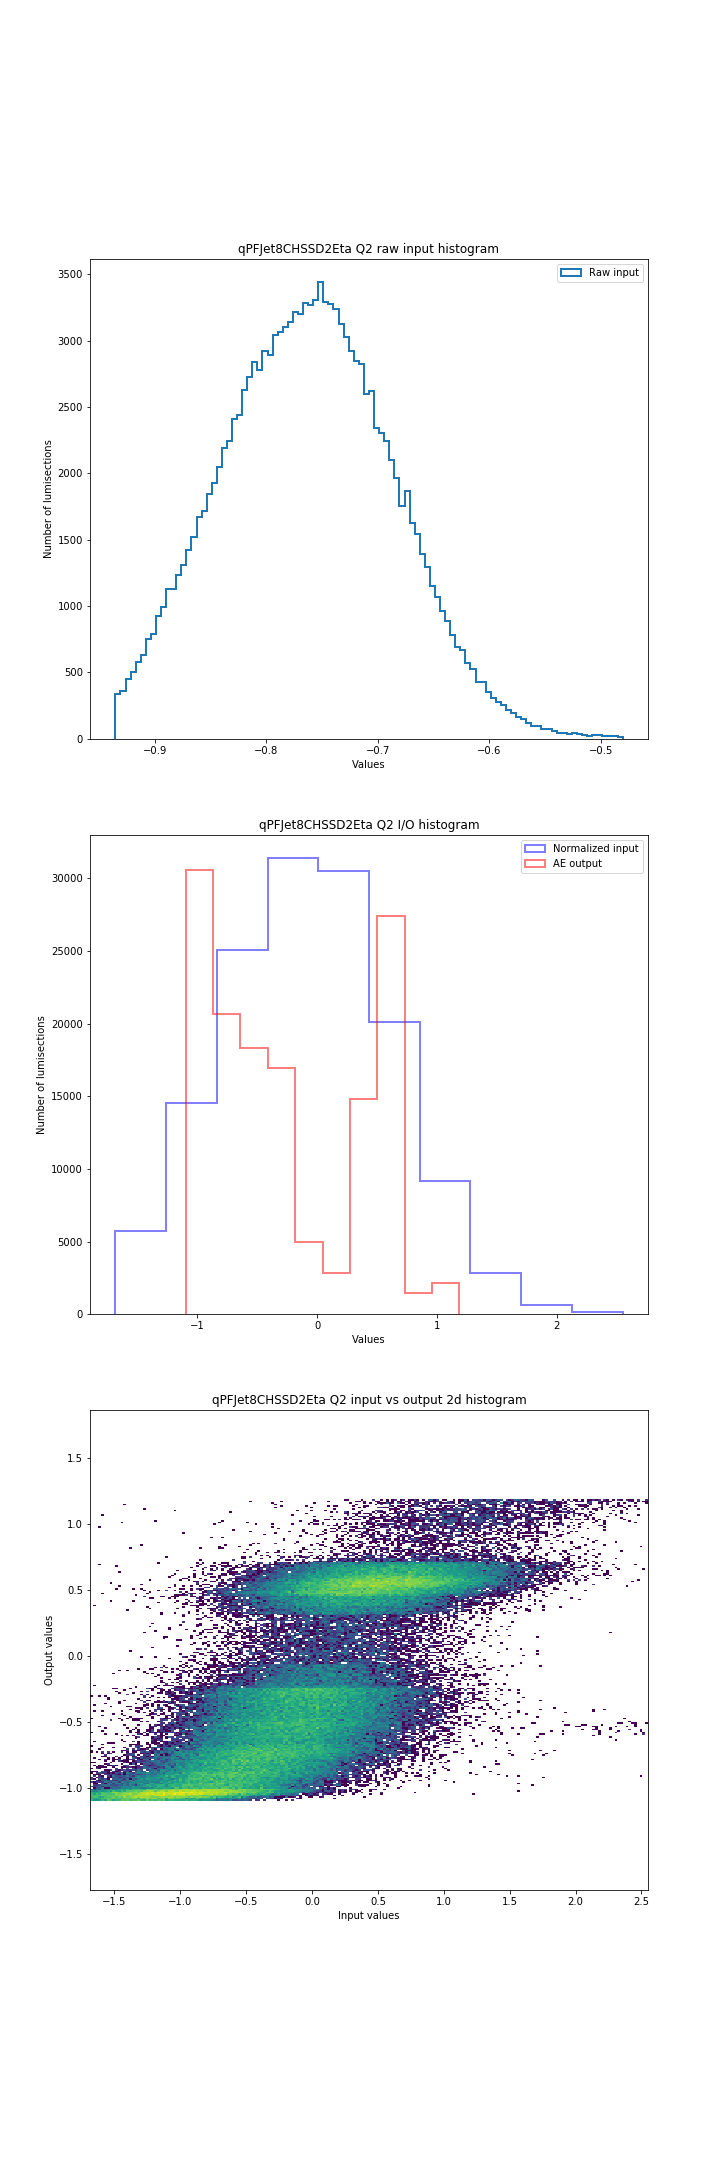 qPFJet8CHSSD2Eta Q2 raw input histogram
Raw input
3500
3000
2500
2000
1500
1000
500
0
Number of lumisections
−0.9 −0.8 −0.7 −0.6 −0.5
Values
qPFJet8CHSSD2Eta Q2 I/O histogram
Normalized input
AE output
30000
25000
20000
15000
10000
5000
0
Number of lumisections
−1 0 1 2
Values
qPFJet8CHSSD2Eta Q2 input vs output 2d histogram
1.5
1.0
0.5
0.0
−0.5
−1.0
−1.5
Output values
−1.5 −1.0 −0.5 0.0 0.5 1.0 1.5 2.0 2.5
Input values